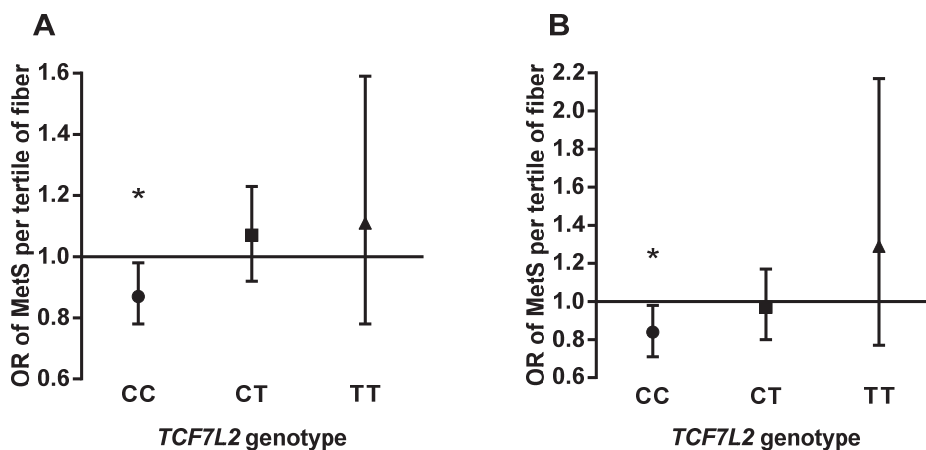 A
OR of MetS per tertile of fiber
1.6
1.4
1.2
1.0
0.8
0.6
*
CC CT TT
TCF7L2 genotype
B
OR of MetS per tertile of fiber
2.2
2.0
1.8
1.6
1.4
1.2
1.0
0.8
0.6
*
CC CT TT
TCF7L2 genotype